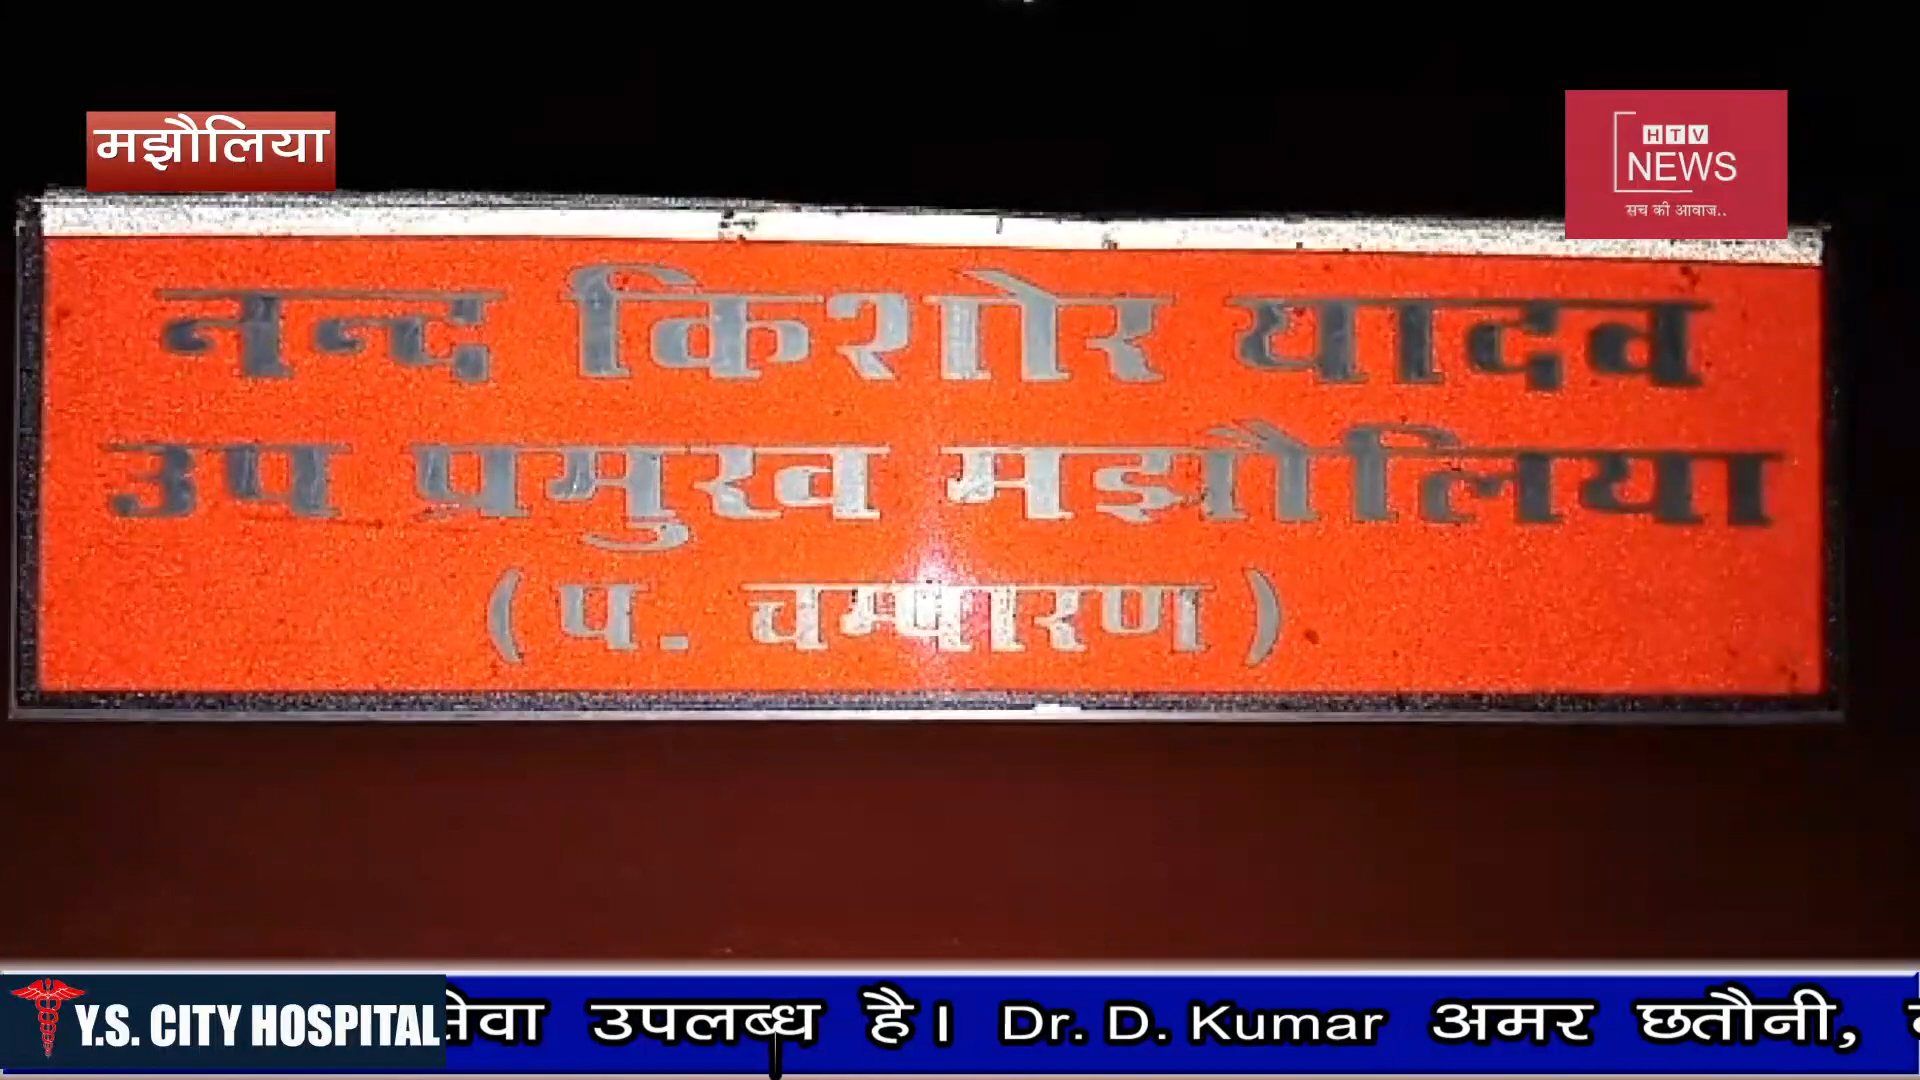 मझौलिया
HTV
NEWS
सच की आवाज..
नन्द किशोर यादव
उप प्रमुख मझौलिया
(प. चम्पारण)
Y.S. CITY HOSPITAL
उपलब्ध है। Dr. D. Kumar अमर छतौनी,